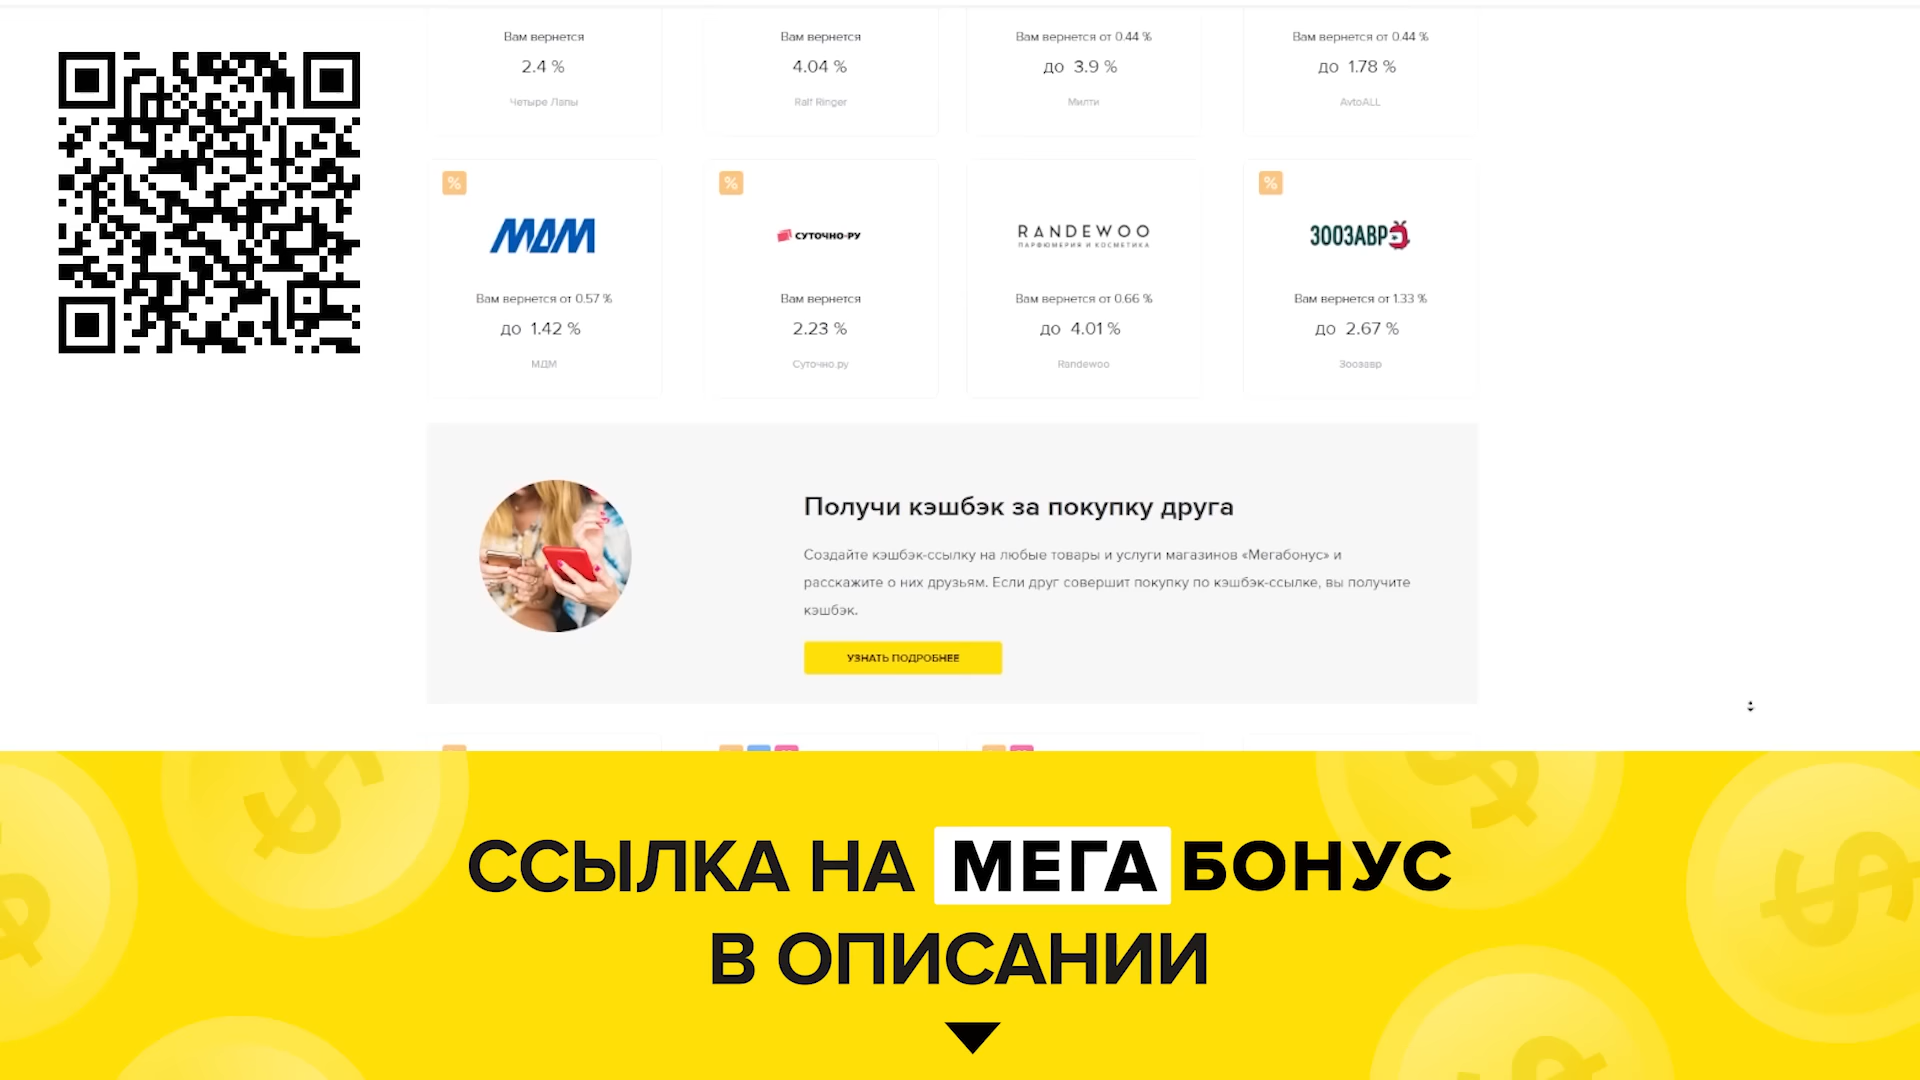 Вам вернется
2.4 %
Четыре Лапы
Вам вернется
4.04 %
Ralf Ringer
Вам вернется от 0.44 %
до 3.9 %
Милти
Вам вернется от 0.44 %
до 1.78 %
AvtoALL
%
МДМ
Вам вернется от 0.57 %
до 1.42 %
МДМ
%
СУТОЧНО-РУ
Вам вернется
2.23 %
Суточно.ру
RANDEWOO
ПАРФЮМЕРИЯ И КОСМЕТИКА
Вам вернется от 0.66 %
до 4.01 %
Randewoo
%
ЗООЗАВР
Вам вернется от 1.33 %
до 2.67 %
Зоозавр
Получи кэшбэк за покупку друга
Создайте кэшбэк-ссылку на любые товары и услуги магазинов «Мегабонус» и
расскажите о них друзьям. Если друг совершит покупку по кэшбэк-ссылке, вы получите
кэшбэк.
УЗНАТЬ ПОДРОБНЕЕ
ССЫЛКА НА МЕГА БОНУС
В ОПИСАНИИ